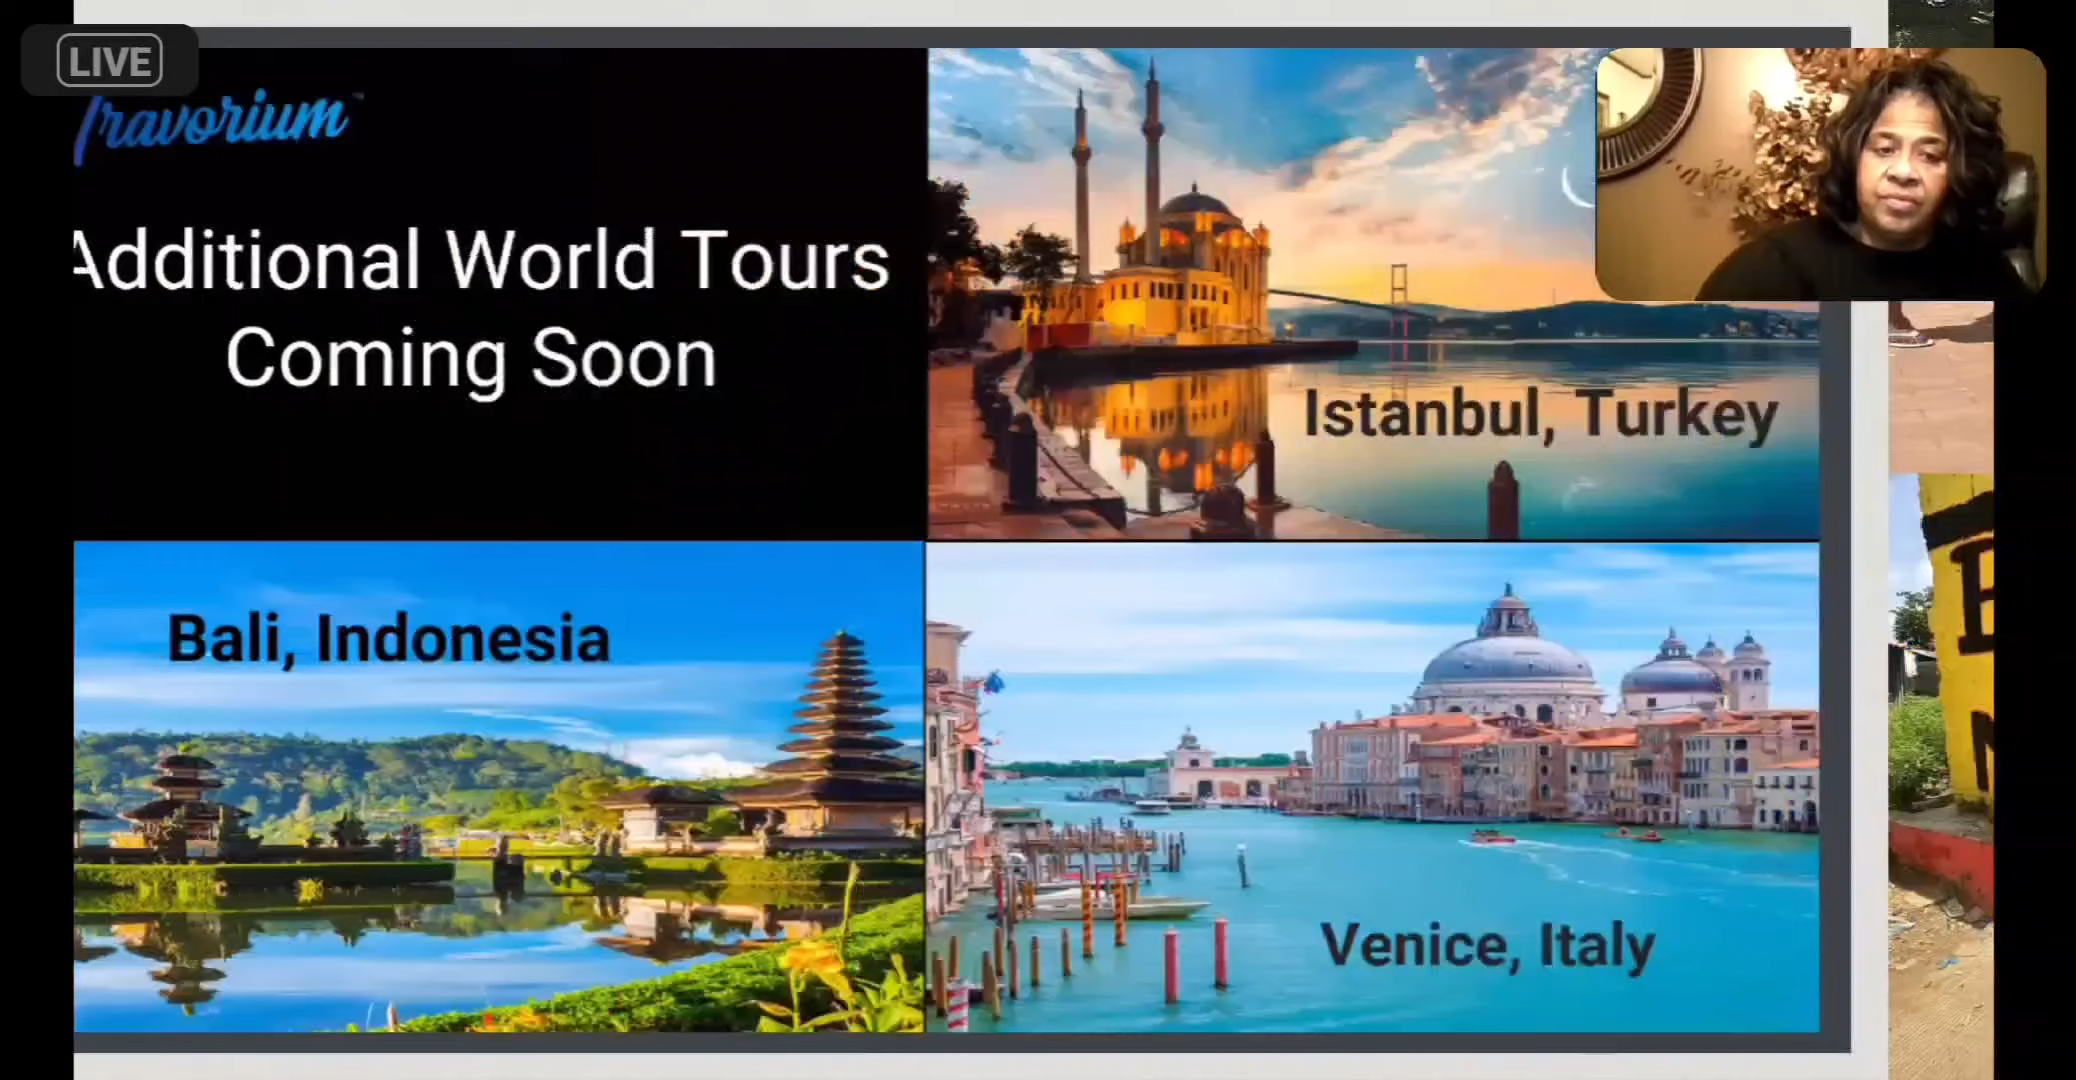 LIVE
Travorium
Additional World Tours
Coming Soon
Istanbul, Turkey
Bali, Indonesia
Venice, Italy